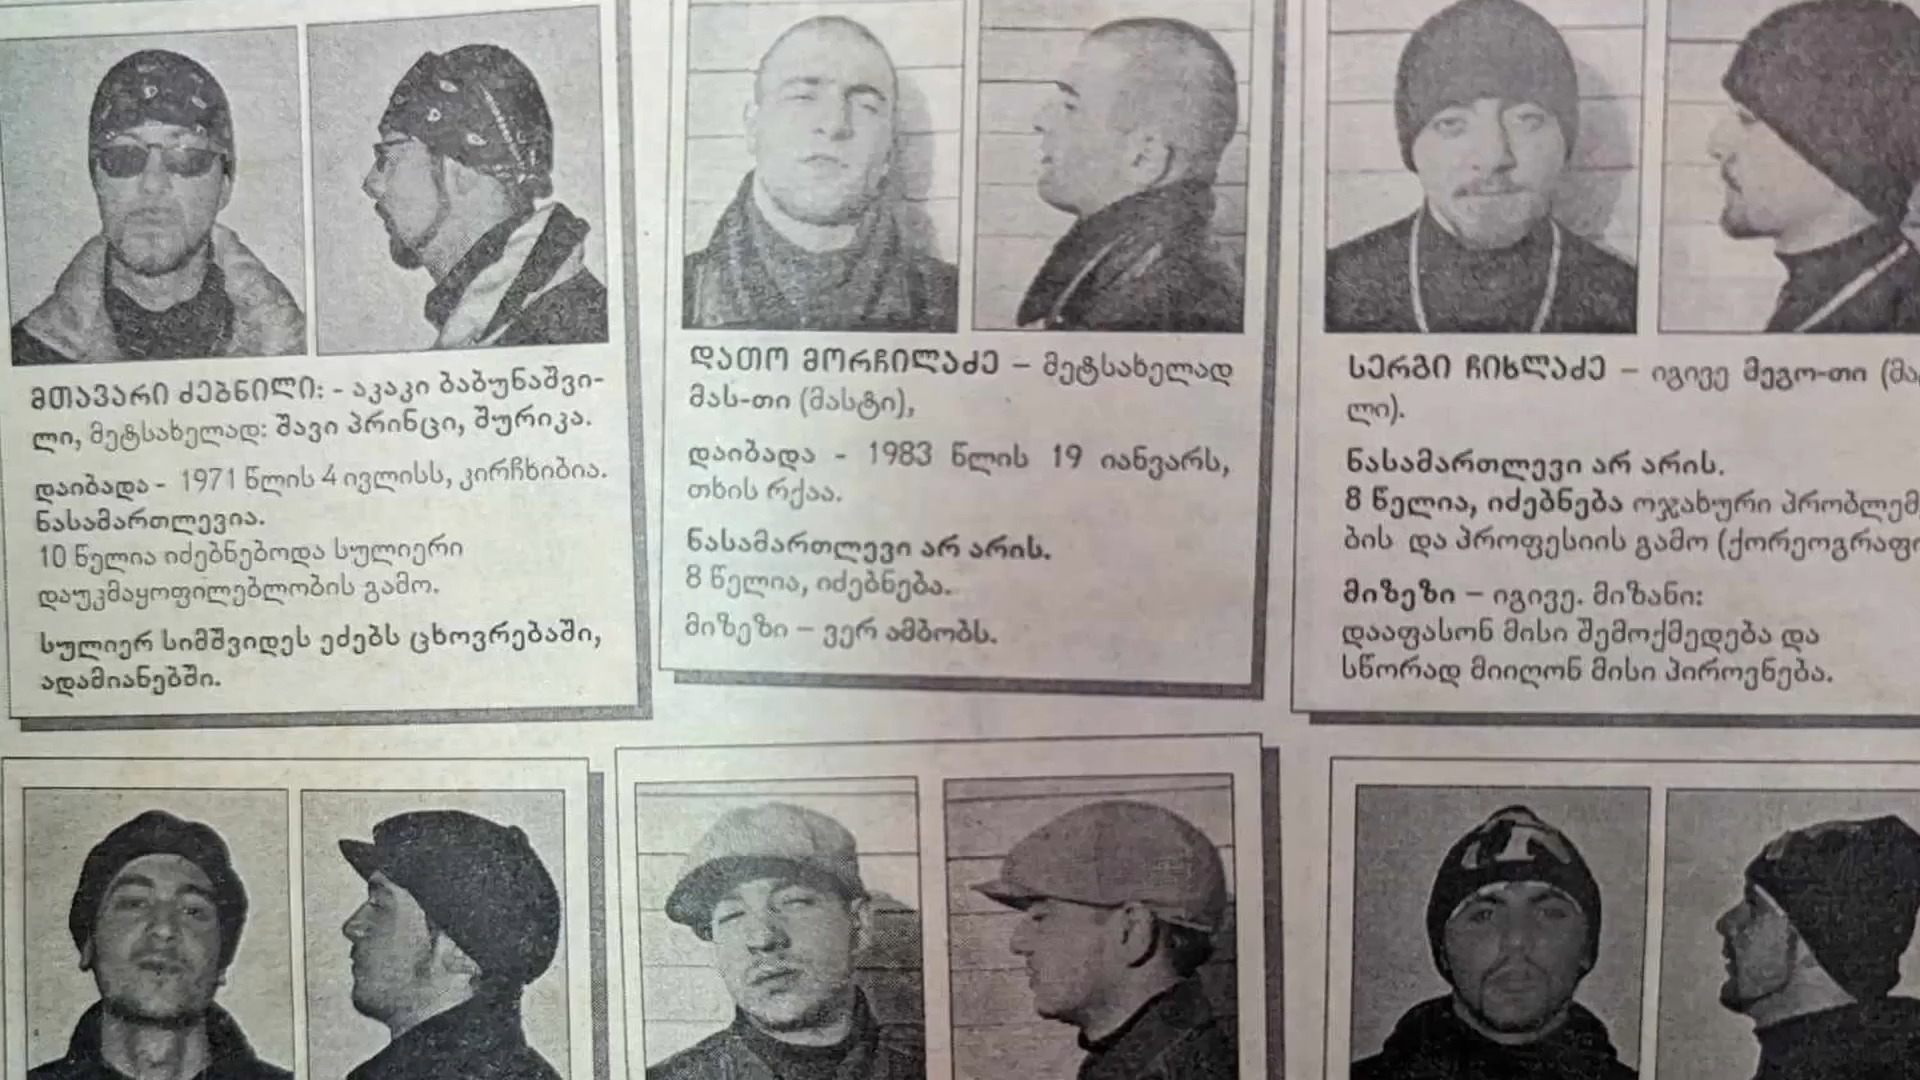 მთავარი ძებნილი: - აკაკი ბაბუნაშვი-
ლი, მეტსახელად: შავი პრინცი, შურიკა.
დაიბადა - 1971 წლის 4 ივლისს, კირჩხიბია.
ნასამართლევია.
10 წელია იძებნებოდა სულიერი
დაუკმაყოფილებლობის გამო.
სულიერ სიმშვიდეს ეძებს ცხოვრებაში,
ადამიანებში.
დათო მორჩილაძე – მეტსახელად
მას-თი (მასტი),
დაიბადა - 1983 წლის 19 იანვარს,
თხის რქაა.
ნასამართლევი არ არის.
8 წელია, იძებნება.
მიზეზი – ვერ ამბობს.
სერგი ჩიხლაძე – იგივე მეგო-თი
ლი).
ნასამართლევი არ არის.
8 წელია, იძებნება ოჯახური პრობლემ
ბის და პროფესიის გამო
მიზეზი – იგივე. მიზანი:
დააფასონ მისი შემოქმედება და
სწორად მიიღონ მისი პიროვნება.